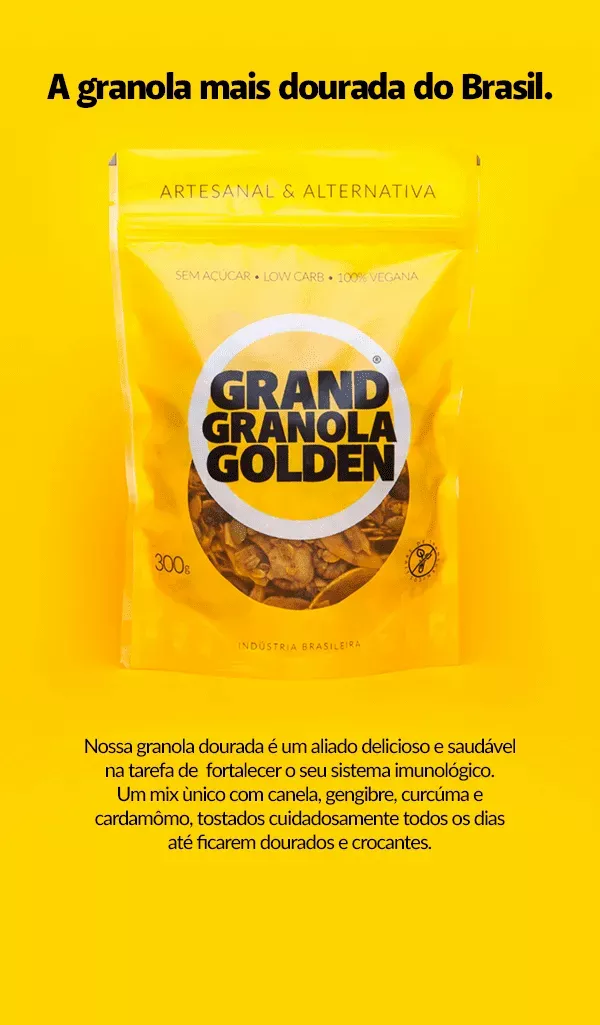 A granola mais dourada do Brasil.
ARTESANAL & ALTERNATIVA
SEM AÇÚCAR • LOW CARB • 100% VEGANA
®
GRAND
GRANOLA
GOLDEN
300g
INDÚSTRIA BRASILEIRA
Nossa granola dourada é um aliado delicioso e saudável
na tarefa de fortalecer o seu sistema imunológico.
Um mix ùnico com canela, gengibre, curcúma e
cardamômo, tostados cuidadosamente todos os dias
até ficarem dourados e crocantes.